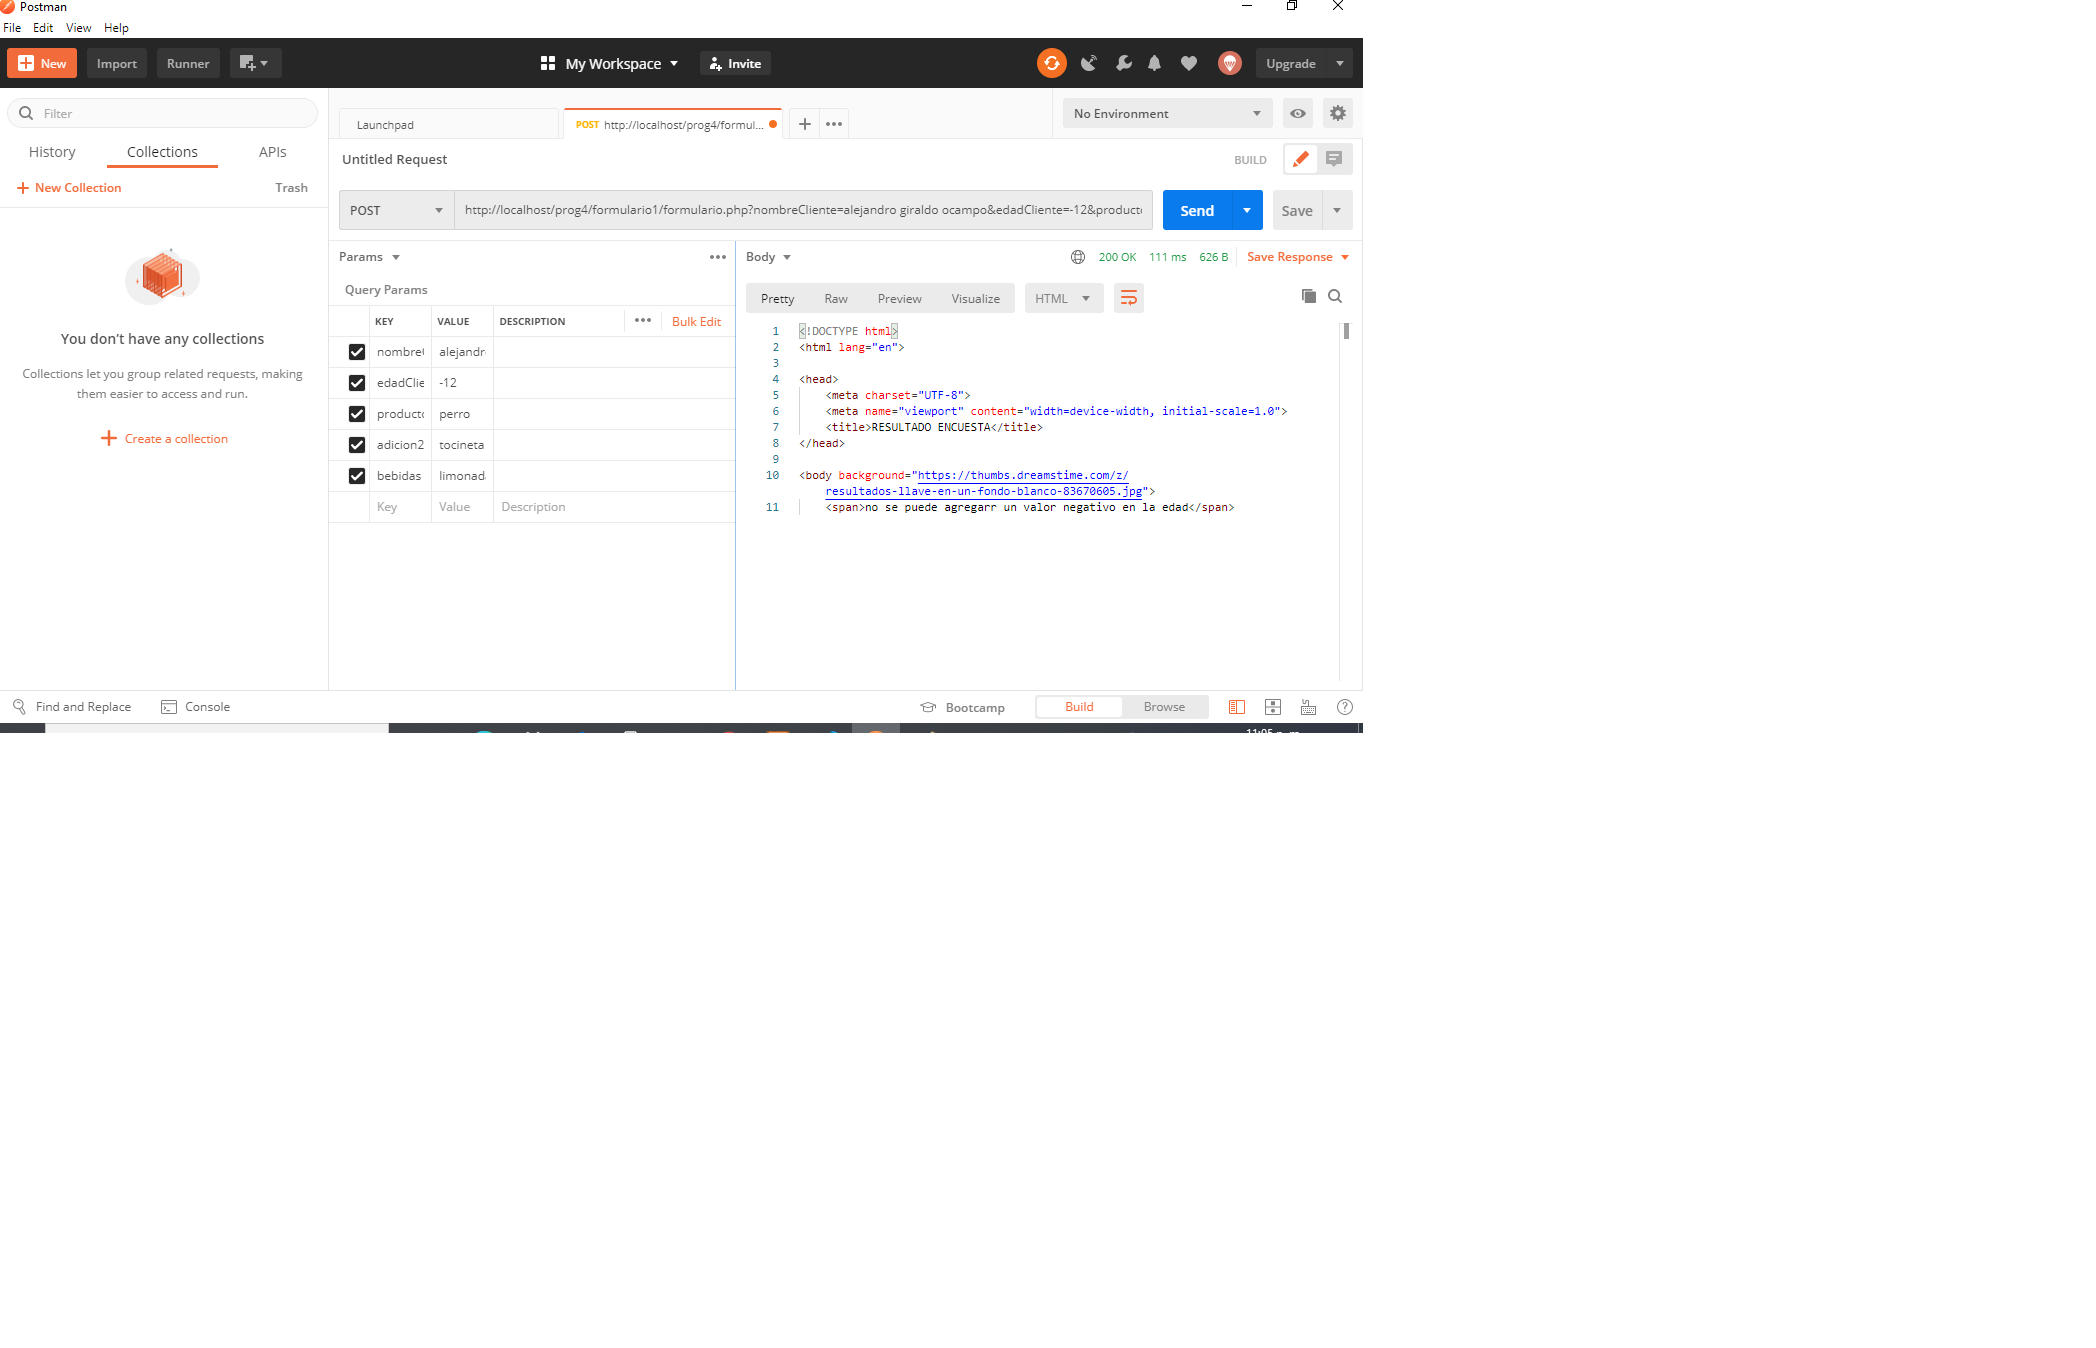 Postman
File Edit View Help
New Import Runner My Workspace Invite Upgrade
Filter
History Collections APIs
New Collection Trash
You don't have any collections
Collections let you group related requests, making
them easier to access and run.
Create a collection
Launchpad
POST http://localhost/prog4/formul...
No Environment
Untitled Request
BUILD
POST http://localhost/prog4/formulario1/formulario.php?nombreCliente=alejandro giraldo ocampo&edadCliente=-12&product
Send Save
Params
Query Params
KEY VALUE DESCRIPTION Bulk Edit
nombre alejandr
edadClie -12
product perro
adicion2 tocineta
bebidas limonad
Key Value Description
Body 200 OK 111 ms 626 B Save Response
Pretty Raw Preview Visualize HTML
1 <!DOCTYPE html>
2 <html lang="en">
3
4 <head>
5 <meta charset="UTF-8">
6 <meta name="viewport" content="width=device-width, initial-scale=1.0">
7 <title>RESULTADO ENCUESTA</title>
8 </head>
9
10 <body background="https://thumbs.dreamstime.com/z/
resultados-llave-en-un-fondo-blanco-83670605.jpg">
11 <span>no se puede agregarr un valor negativo en la edad</span>
Find and Replace Console Bootcamp Build Browse